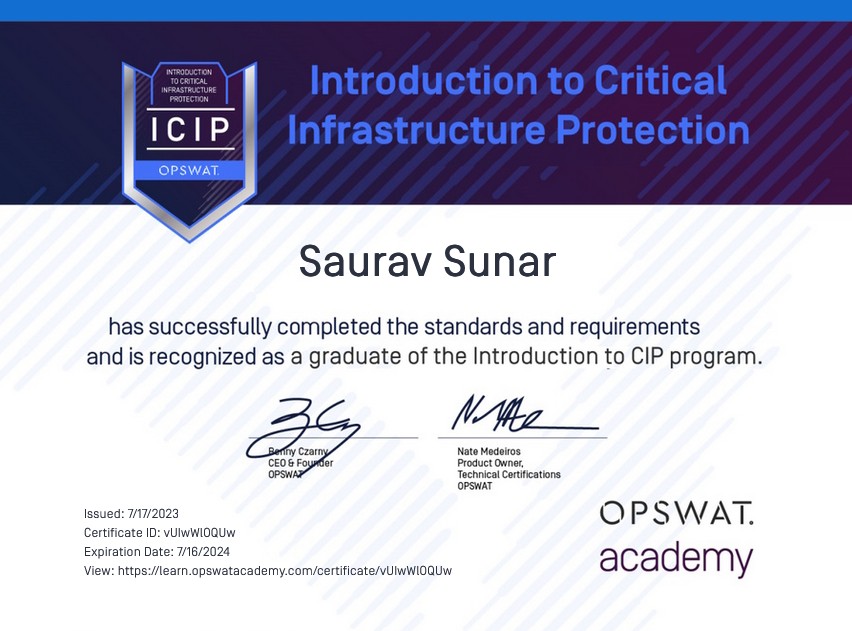 INTRODUCTION
TO CRITICAL
INFRASTRUCTURE
PROTECTION
ICIP
OPSWAT.
Introduction to Critical
Infrastructure Protection
Saurav Sunar
has successfully completed the standards and requirements
and is recognized as a graduate of the Introduction to CIP program.
Benny Czarny
CEO & Founder
OPSWAT
Nate Medeiros
Product Owner,
Technical Certifications
OPSWAT
Issued: 7/17/2023
Certificate ID: vUIwWl0QUw
Expiration Date: 7/16/2024
View: https://learn.opswatacademy.com/certificate/vUIwWl0QUw
OPSWAT.
academy